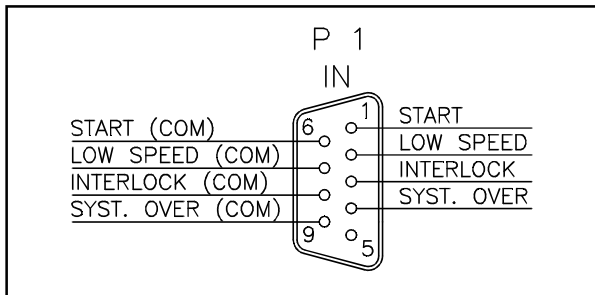 P 1
IN
6
1
START (COM)
START
LOW SPEED (COM)
LOW SPEED
INTERLOCK (COM)
INTERLOCK
SYST. OVER (COM)
SYST. OVER
9
5